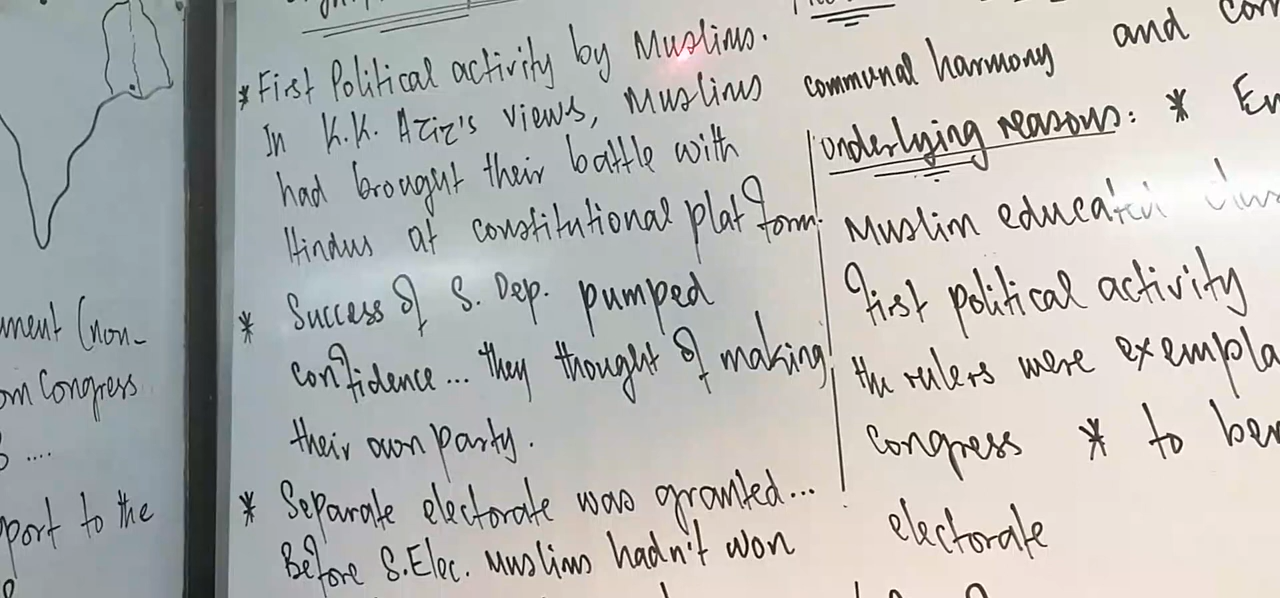 * First Political activity by Muslims.
In K.K. Aziz's views, Muslims
had brought their battle with
Hindus at constitutional platform.
* Success of S. Dep. pumped
confidence... they thought of making
their own party.
* Separate electorate was granted...
Before S.Elec. Muslims hadn't won
communal harmony and
underlying reasons: *
Muslim
first political activity
the rulers were
Congress * to
electorate
Congress
port to the